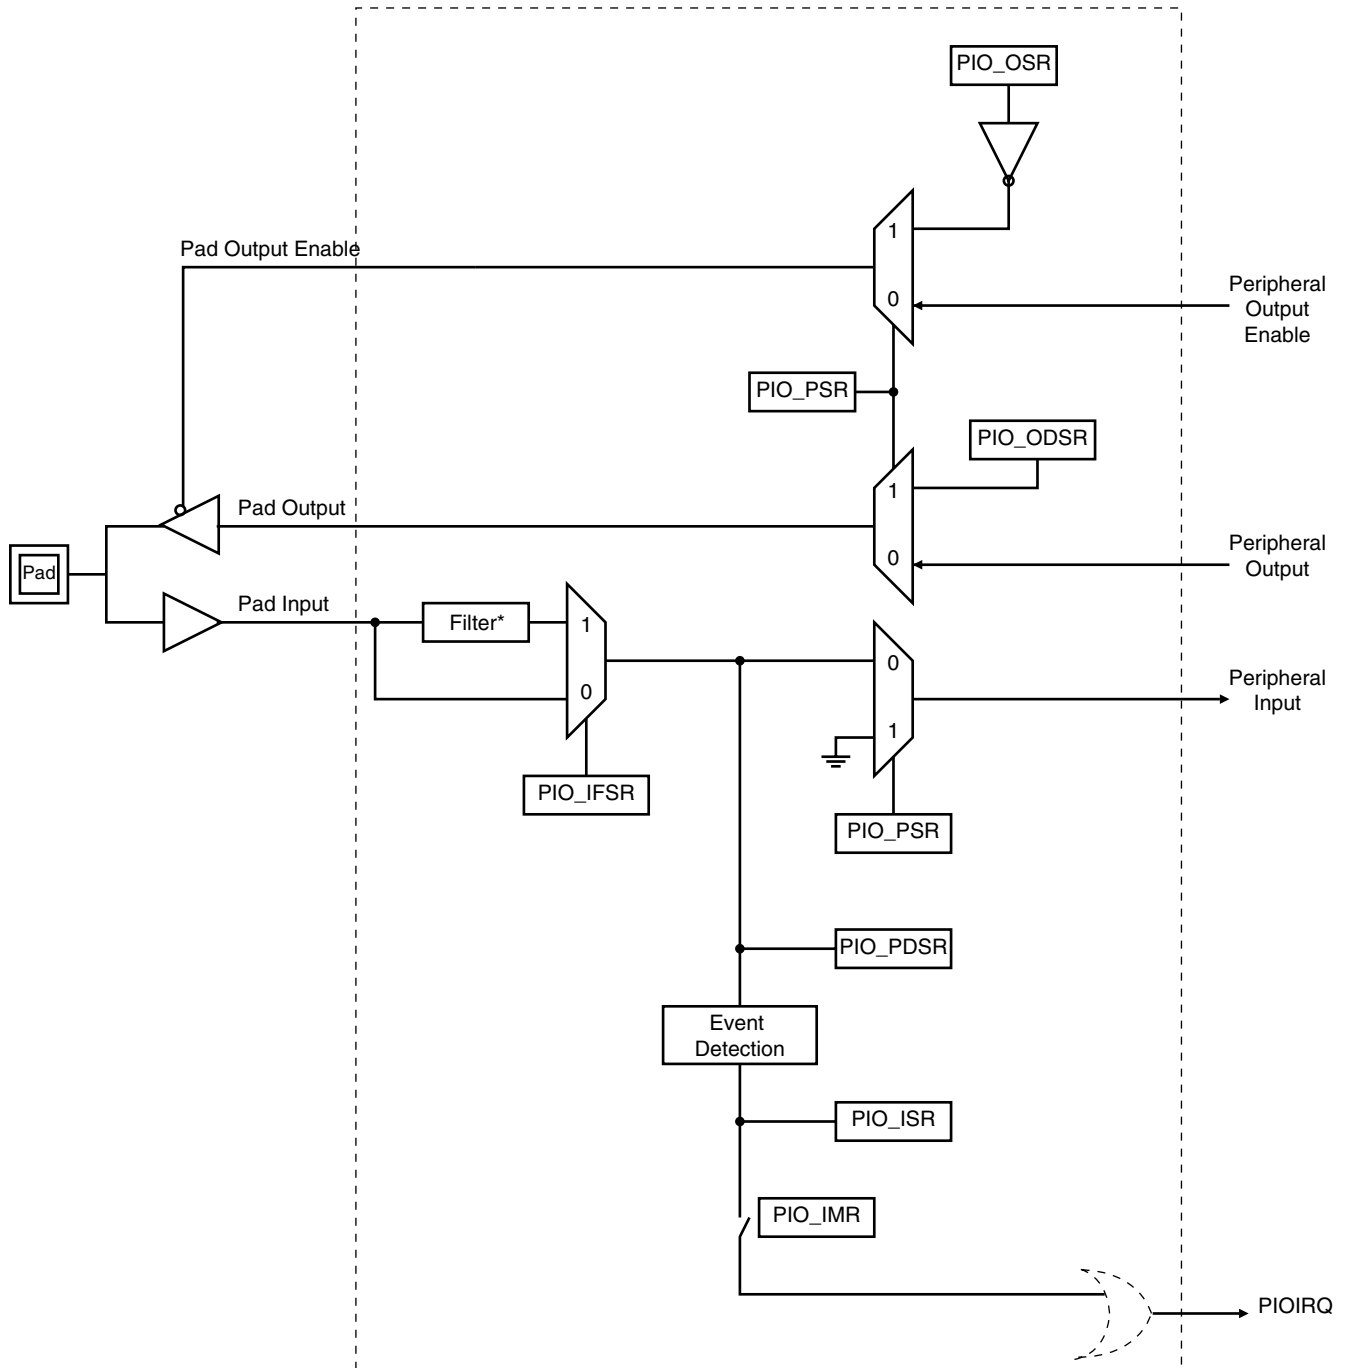 PIO_OSR
1
Pad Output Enable
0
Peripheral
Output
Enable
PIO_PSR
PIO_ODSR
1
Pad Output
0
Peripheral
Output
Pad
Pad Input
Filter*
1
0
0
1
Peripheral
Input
PIO_IFSR
PIO_PSR
PIO_PDSR
Event
Detection
PIO_ISR
PIO_IMR
PIOIRQ